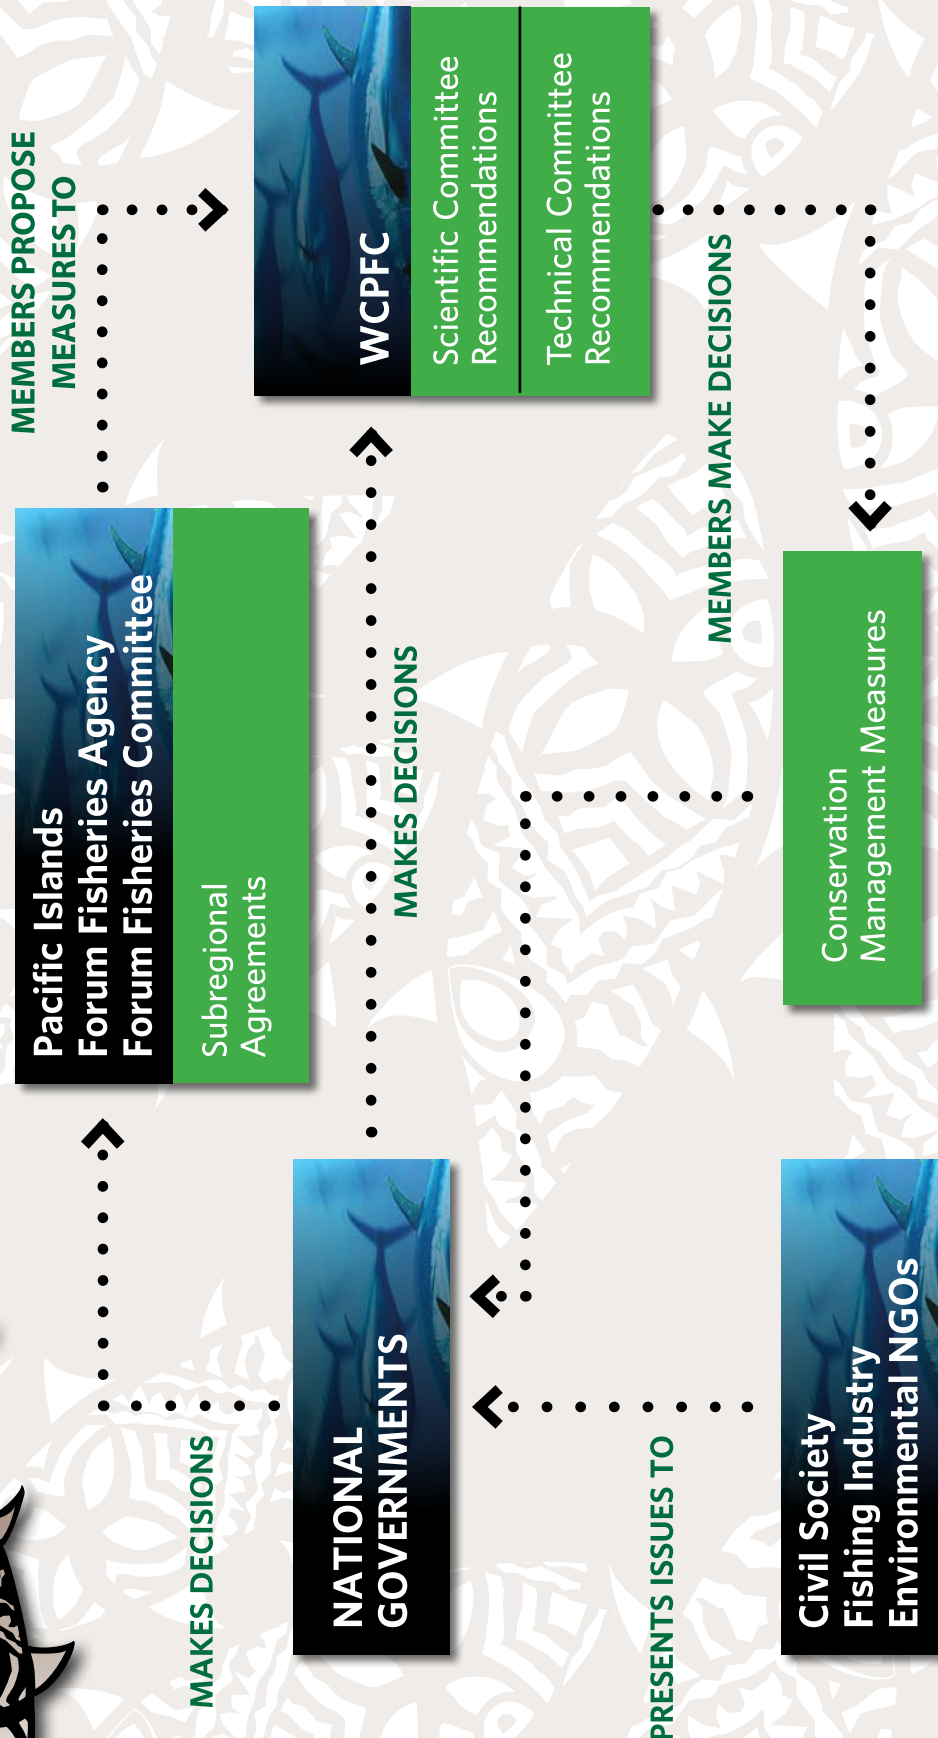 MEMBERS PROPOSE
MEASURES TO
Pacific Islands
Forum Fisheries Agency
Forum Fisheries Committee
Subregional
Agreements
WCPFC
Scientific Committee
Recommendations
Technical Committee
Recommendations
MAKES DECISIONS
NATIONAL
GOVERNMENTS
MAKES DECISIONS
MEMBERS MAKE DECISIONS
PRESENTS ISSUES TO
Civil Society
Fishing Industry
Environmental NGOs
Conservation
Management Measures